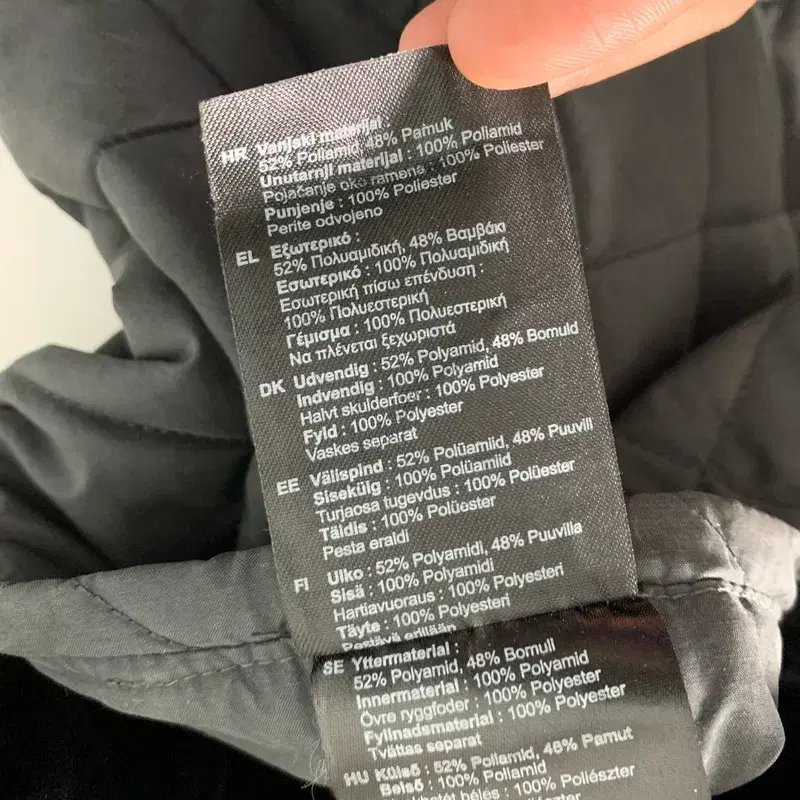 HR Vanjski materijal :
52% Poliamid, 48% Pamuk
Unutarnji materijal : 100% Poliamid
Pojačanje oko ramena : 100% Poliester
Punjenje : 100% Poliester
Perite odvojeno
EL Εξωτερικό :
52% Πολυαμιδική, 48% Βαμβάκι
Εσωτερικό : 100% Πολυαμιδική
Εσωτερική πίσω επένδυση :
100% Πολυεστερική
Γέμισμα : 100% Πολυεστερική
Να πλένεται ξεχωριστά
DK Udvendig : 52% Polyamid, 48% Bomuld
Indvendig : 100% Polyamid
Halvt skulderfoer : 100% Polyester
Fyld : 100% Polyester
Vaskes separat
EE Välispind : 52% Polüamiid, 48% Puuvill
Sisekülg : 100% Polüamiid
Turjaosa tugevdus : 100% Polüester
Täidis : 100% Polüester
Pesta eraldi
FI Ulko : 52% Polyamidi, 48% Puuvilla
Sisä : 100% Polyamidi
Hartiavuoraus : 100% Polyesteri
Täyte : 100% Polyesteri
Pestävä erillään
SE Yttermaterial :
52% Polyamid, 48% Bomull
Innermaterial : 100% Polyamid
Övre ryggfoder : 100% Polyester
Fyllnadsmaterial : 100% Polyester
Tvättas separat
HU Külső : 52% Poliamid, 48% Pamut
Belső : 100% Poliamid
bélés : 100% Poliészter